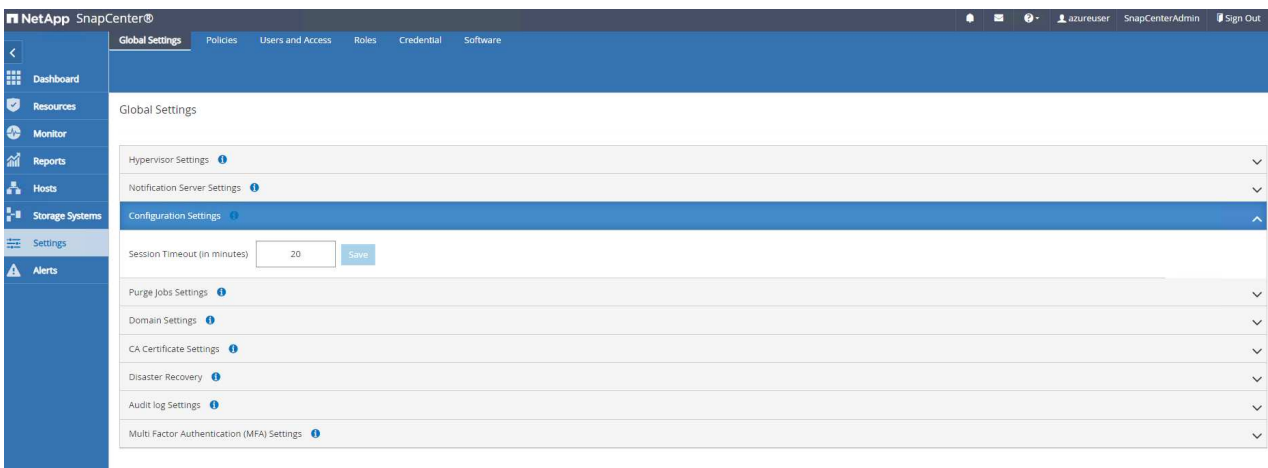 NetApp SnapCenter®
azureuser SnapCenterAdmin Sign Out
Global Settings Policies Users and Access Roles Credential Software
Dashboard
Resources
Monitor
Reports
Hosts
Storage Systems
Settings
Alerts
Global Settings
Hypervisor Settings
Notification Server Settings
Configuration Settings
Session Timeout (in minutes) 20 Save
Purge Jobs Settings
Domain Settings
CA Certificate Settings
Disaster Recovery
Audit log Settings
Multi Factor Authentication (MFA) Settings